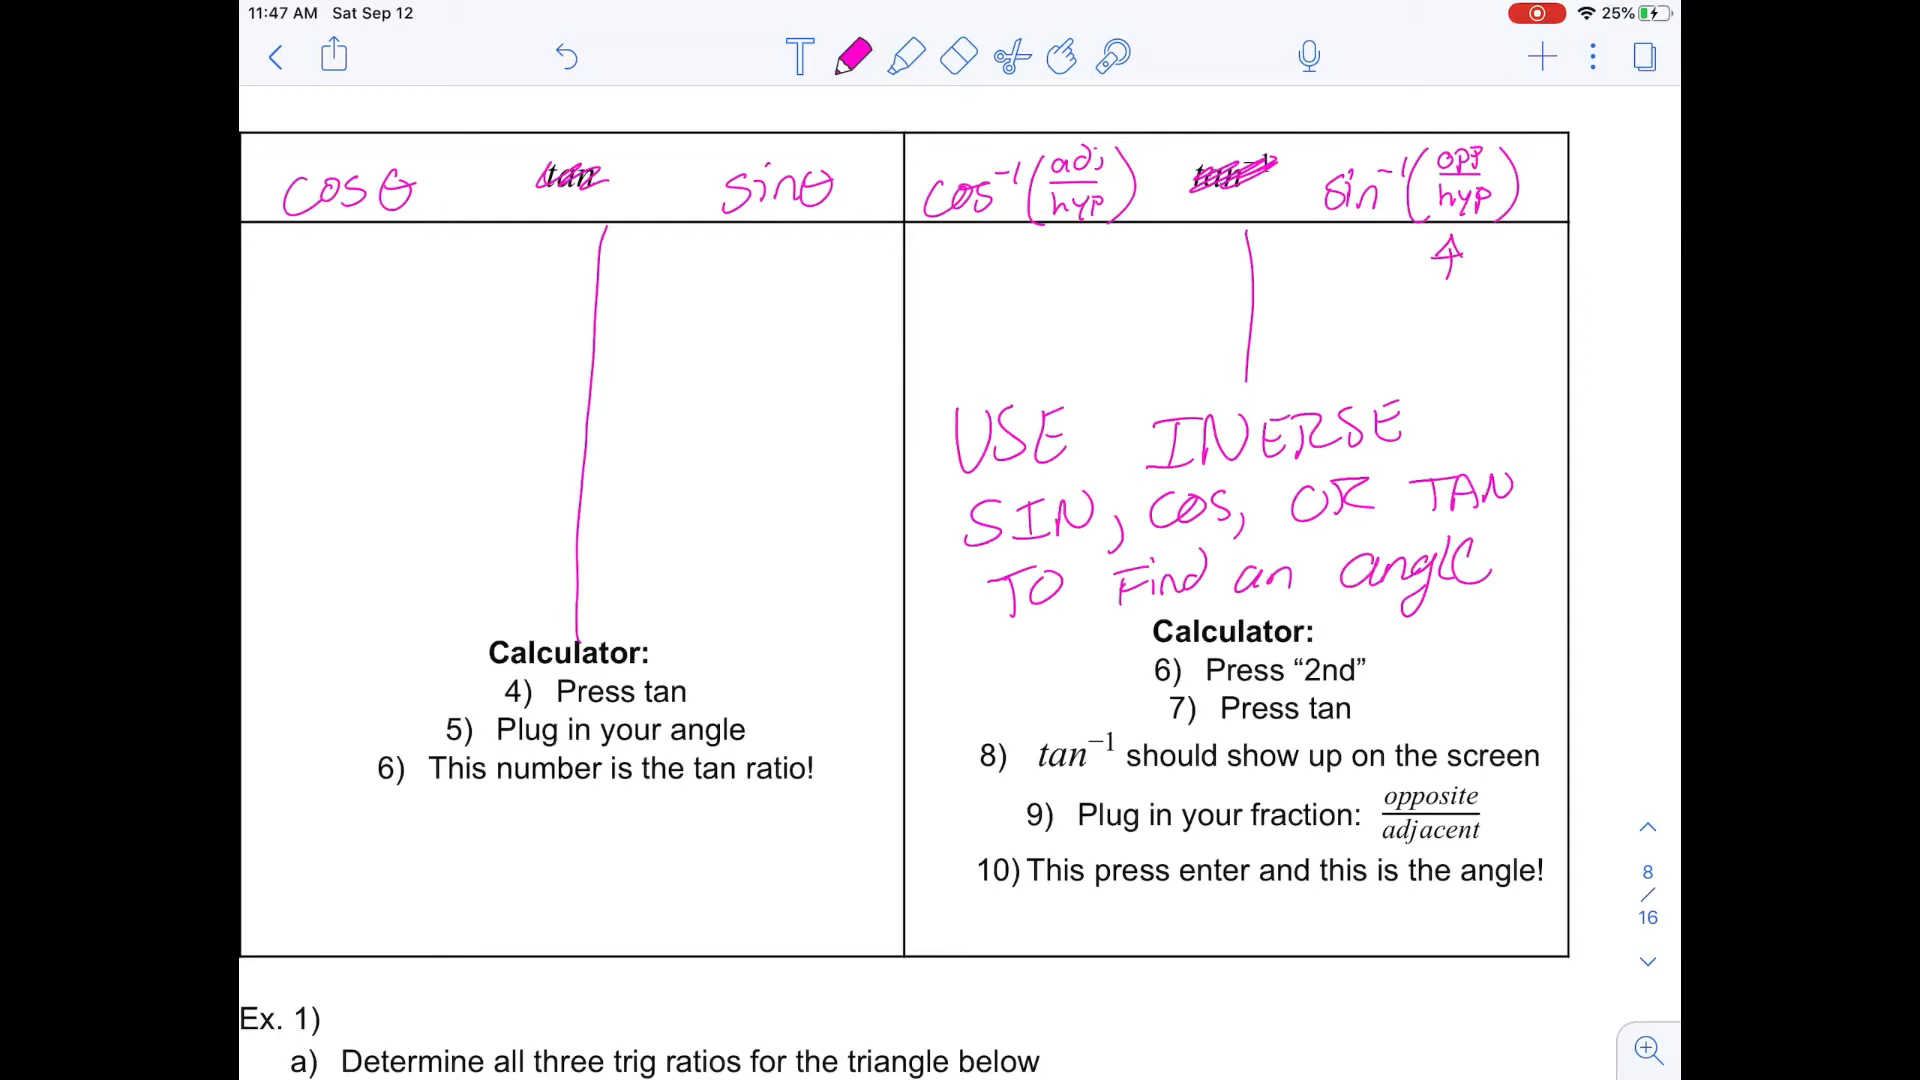 11:47 AM Sat Sep 12
25%
T
cos θ tan sin θ
cos⁻¹(adj/hyp) tan⁻¹ sin⁻¹(opp/hyp)
USE INVERSE
SIN, COS, OR TAN
TO Find an angle
Calculator:
4) Press tan
5) Plug in your angle
6) This number is the tan ratio!
Calculator:
6) Press “2nd”
7) Press tan
8) tan⁻¹ should show up on the screen
9) Plug in your fraction: opposite/adjacent
10) This press enter and this is the angle!
8
/
16
Ex. 1)
a) Determine all three trig ratios for the triangle below